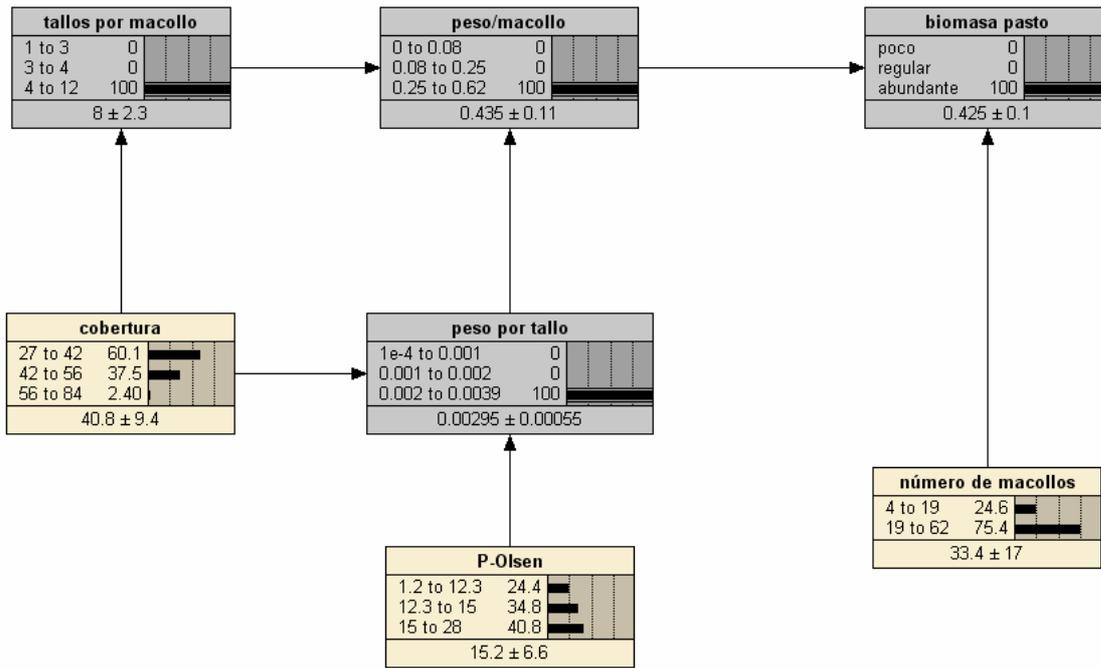 tallos por macollo
1 to 3 0
3 to 4 0
4 to 12 100
8 ± 2.3
peso/macollo
0 to 0.08 0
0.08 to 0.25 0
0.25 to 0.62 100
0.435 ± 0.11
biomasa pasto
poco 0
regular 0
abundante 100
0.425 ± 0.1
cobertura
27 to 42 60.1
42 to 56 37.5
56 to 84 2.40
40.8 ± 9.4
peso por tallo
1e-4 to 0.001 0
0.001 to 0.002 0
0.002 to 0.0039 100
0.00295 ± 0.00055
número de macollos
4 to 19 24.6
19 to 62 75.4
33.4 ± 17
P-Olsen
1.2 to 12.3 24.4
12.3 to 15 34.8
15 to 28 40.8
15.2 ± 6.6